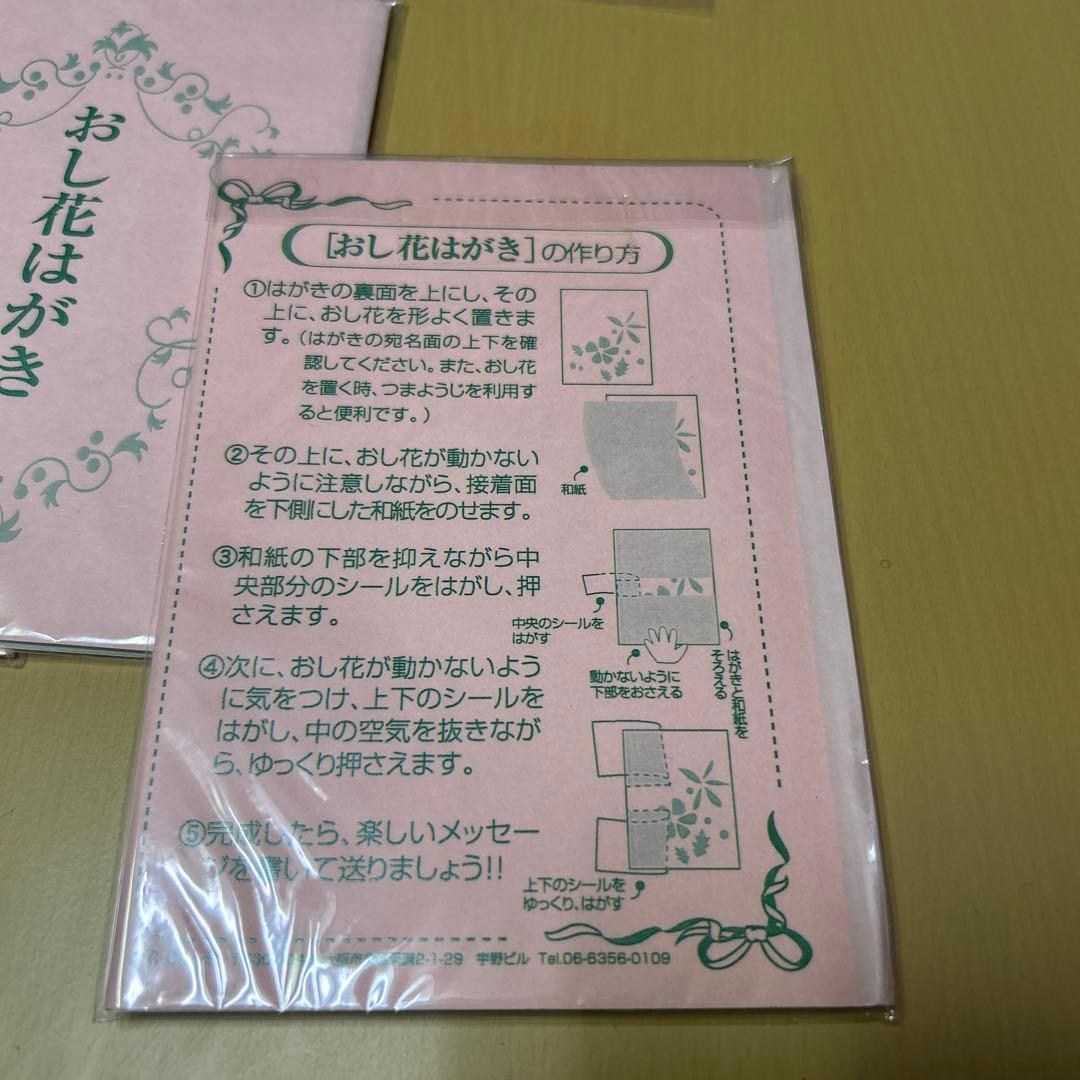 おし花はがき
[おし花はがき]の作り方
①はがきの裏面を上にし、その
上に、おし花を形よく置きま
す。(はがきの宛名面の上下を確
認してください。また、おし花
を置く時、つまようじを利用す
ると便利です。)
和紙
②その上に、おし花が動かない
ように注意しながら、接着面
を下側にした和紙をのせます。
③和紙の下部を抑えながら中
央部分のシールをはがし、押
さえます。
中央のシールを
はがす
動かないように
下部をおさえる
はがきと和紙を
そろえる
④次に、おし花が動かないよう
に気をつけ、上下のシールを
はがし、中の空気を抜きなが
ら、ゆっくり押さえます。
⑤完成したら、楽しいメッセー
ジを書いて送りましょう!!
上下のシールを
ゆっくり、はがす
大阪市 2-1-29 宇野ビル Tel.06-6356-0109